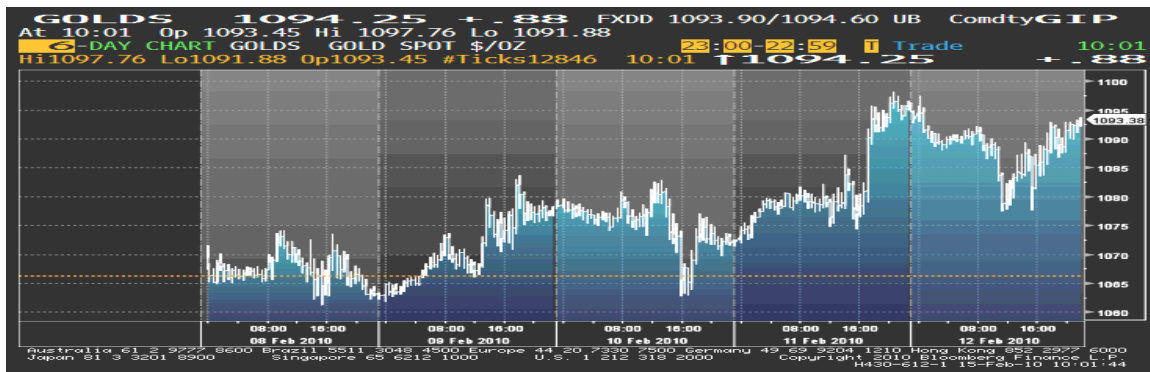 GOLDS 1094.25 +.88 FXDD 1093.90/1094.60 UB ComdtyGIP
At 10:01 Op 1093.45 Hi 1097.76 Lo 1091.88
6-DAY CHART GOLDS GOLD SPOT $/OZ 23:00-22:59 T Trade 10:01
Hi1097.76 Lo1091.88 Op1093.45 #Ticks12846 10:01 ↑1094.25 +.88
1100
1095
1093.38
1090
1085
1080
1075
1070
1065
1060
08:00 16:00 08:00 16:00 08:00 16:00 08:00 16:00 08:00 16:00
08 Feb 2010 09 Feb 2010 10 Feb 2010 11 Feb 2010 12 Feb 2010
Australia 61 2 9777 8600 Brazil 5511 3048 4500 Europe 44 20 7330 7500 Germany 49 69 9204 1210 Hong Kong 852 2977 6000
Japan 81 3 3201 8900 Singapore 65 6212 1000 U.S. 1 212 318 2000 Copyright 2010 Bloomberg Finance L.P.
H430-612-1 15-Feb-10 10:01:44